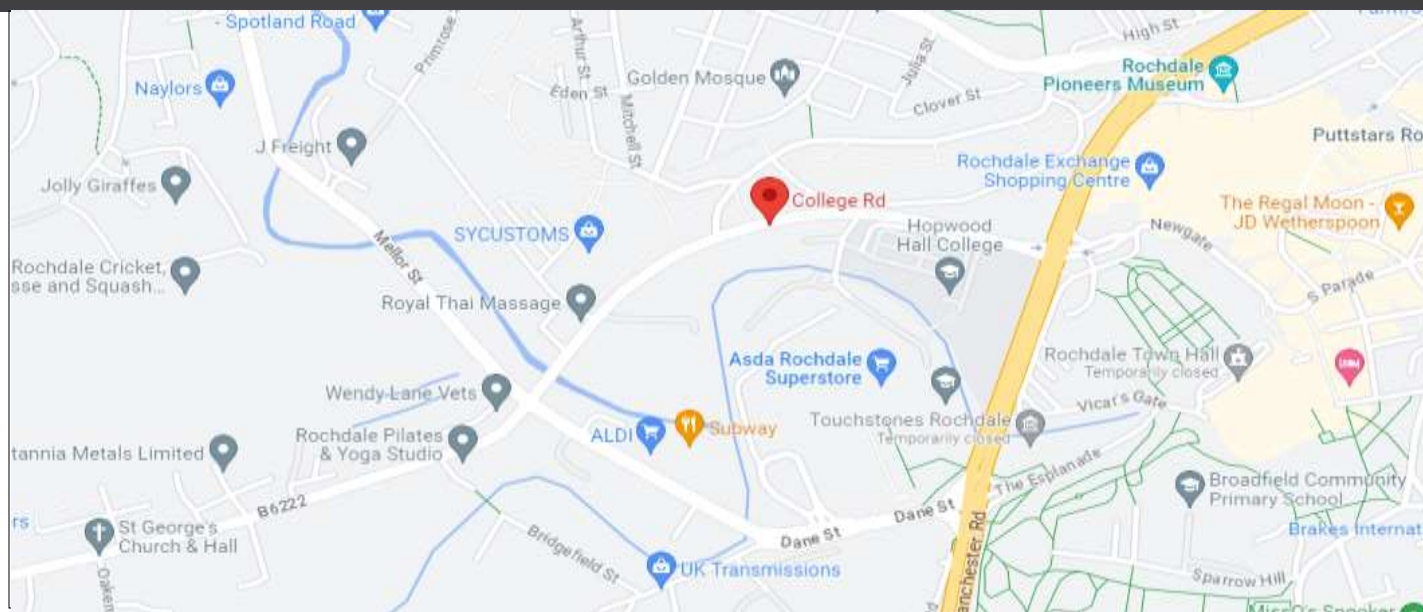 - Spotland Road
Primrose
Arthur St
High St
Rochdale
Pioneers Museum
Golden Mosque
Julia St
Naylors
Eden St
Mitchell St
Clover St
Puttstars Ro
J Freight
Rochdale Exchange
Shopping Centre
Jolly Giraffes
College Rd
The Regal Moon -
JD Wetherspoon
SYCUSTOMS
Hopwood
Hall College
Newgate
Mellor St
Rochdale Cricket,
sse and Squash...
S Parade
Royal Thai Massage
Asda Rochdale
Superstore
Rochdale Town Hall
Temporarily closed
Wendy Lane Vets
Vicar's Gate
Touchstones Rochdale
Temporarily closed
ALDI
Subway
Rochdale Pilates
& Yoga Studio
tannia Metals Limited
The Esplanade
Broadfield Community
Primary School
B6222
Dane St
rs
St George's
Church & Hall
Brakes Internat
Bridgefield St
Dane St
UK Transmissions
anchester Rd
Sparrow Hill
Oaken